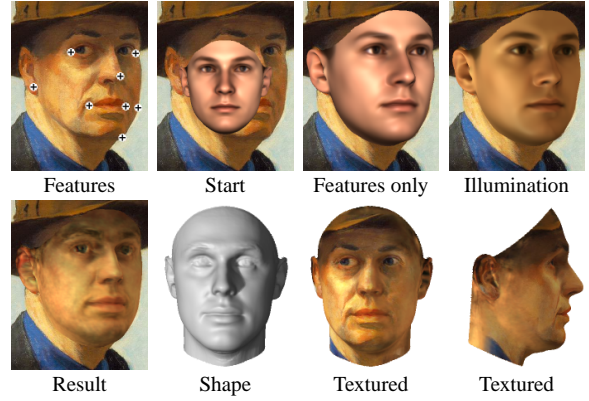 Features
Start
Features only
Illumination
Result
Shape
Textured
Textured